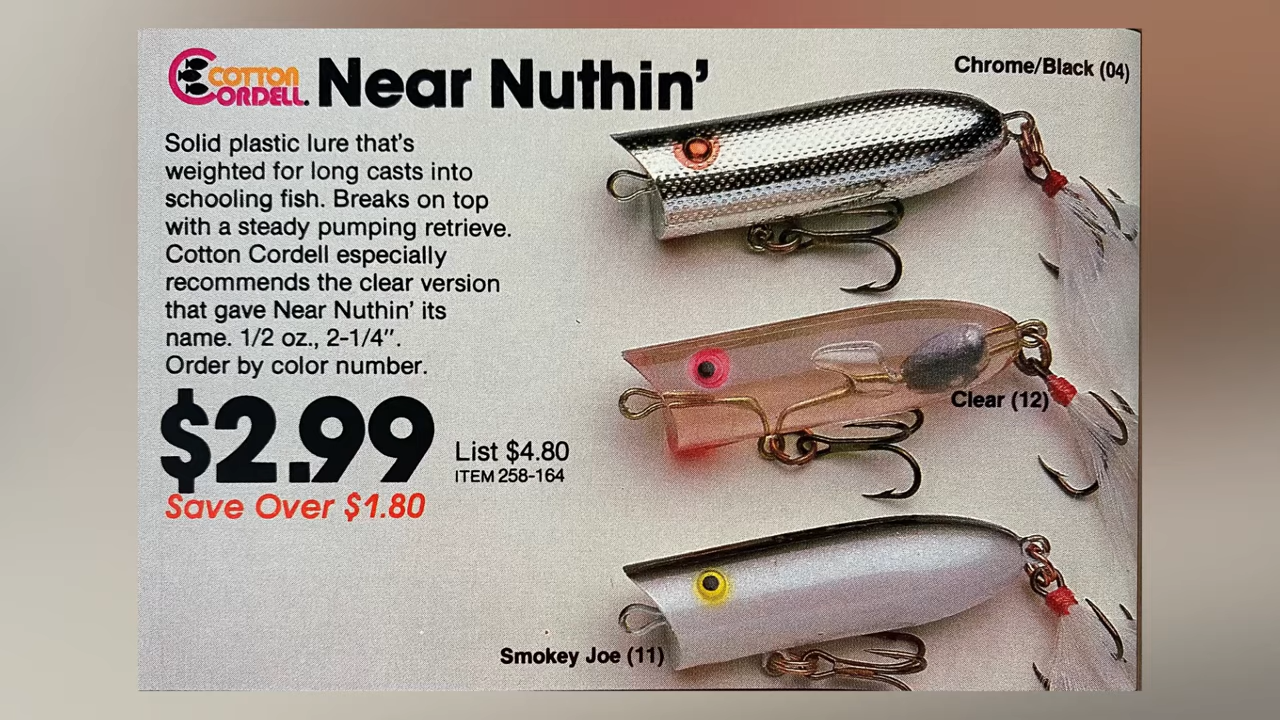 COTTON
CORDELL.
Near Nuthin’
Chrome/Black (04)
Solid plastic lure that’s
weighted for long casts into
schooling fish. Breaks on top
with a steady pumping retrieve.
Cotton Cordell especially
recommends the clear version
that gave Near Nuthin’ its
name. 1/2 oz., 2-1/4″.
Order by color number.
$2.99
List $4.80
ITEM 258-164
Save Over $1.80
Clear (12)
Smokey Joe (11)